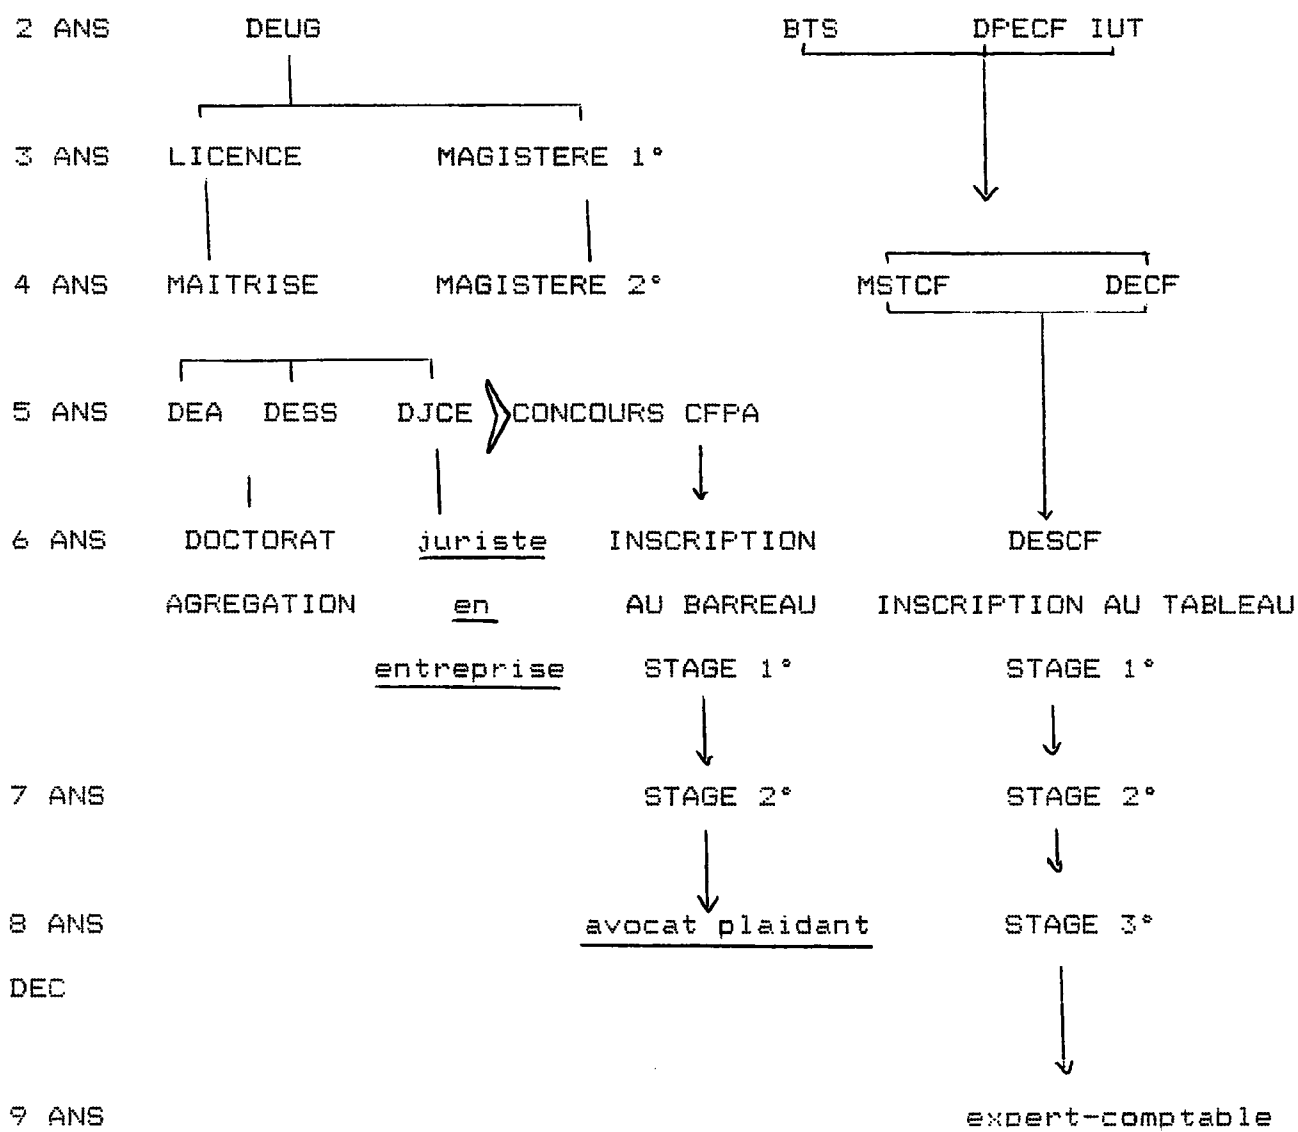 2 ANS DEUG BTS DPECF IUT
3 ANS LICENCE MAGISTERE 1°
4 ANS MAITRISE MAGISTERE 2° MSTCF DECF
5 ANS DEA DESS DJCE CONCOURS CFPA
6 ANS DOCTORAT juriste INSCRIPTION DESCF
AGREGATION en AU BARREAU INSCRIPTION AU TABLEAU
entreprise STAGE 1° STAGE 1°
7 ANS STAGE 2° STAGE 2°
8 ANS avocat plaidant STAGE 3°
DEC
9 ANS expert-comptable